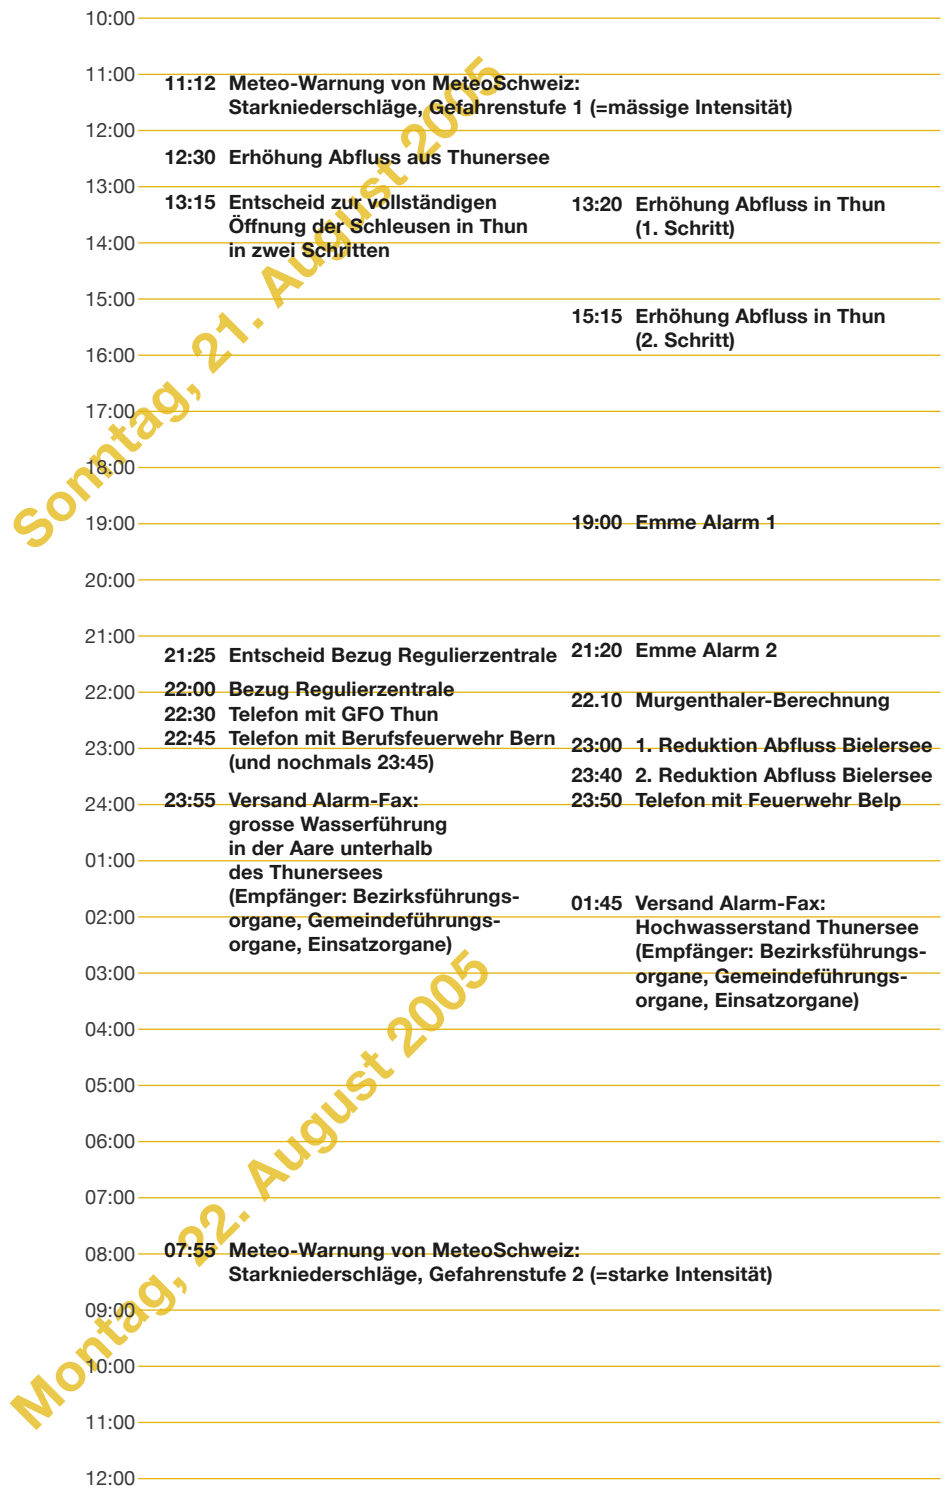 10:00
11:00
11:12 Meteo-Warnung von MeteoSchweiz:
Starkniederschläge, Gefahrenstufe 1 (=mässige Intensität)
12:00
12:30 Erhöhung Abfluss aus Thunersee
13:00
13:15 Entscheid zur vollständigen
Öffnung der Schleusen in Thun
in zwei Schritten
13:20 Erhöhung Abfluss in Thun
(1. Schritt)
14:00
15:00
15:15 Erhöhung Abfluss in Thun
(2. Schritt)
16:00
17:00
18:00
Sonntag, 21. August 2005
19:00
19:00 Emme Alarm 1
20:00
21:00
21:25 Entscheid Bezug Regulierzentrale
21:20 Emme Alarm 2
22:00
22:00 Bezug Regulierzentrale
22.10 Murgenthaler-Berechnung
22:30 Telefon mit GFO Thun
22:45 Telefon mit Berufsfeuerwehr Bern
(und nochmals 23:45)
23:00
23:00 1. Reduktion Abfluss Bielersee
23:40 2. Reduktion Abfluss Bielersee
24:00
23:55 Versand Alarm-Fax:
grosse Wasserführung
in der Aare unterhalb
des Thunersees
(Empfänger: Bezirksführungs-
organe, Gemeindeführungs-
organe, Einsatzorgane)
23:50 Telefon mit Feuerwehr Belp
01:00
02:00
01:45 Versand Alarm-Fax:
Hochwasserstand Thunersee
(Empfänger: Bezirksführungs-
organe, Gemeindeführungs-
organe, Einsatzorgane)
03:00
04:00
05:00
06:00
07:00
08:00
07:55 Meteo-Warnung von MeteoSchweiz:
Starkniederschläge, Gefahrenstufe 2 (=starke Intensität)
09:00
10:00
Montag, 22. August 2005
11:00
12:00